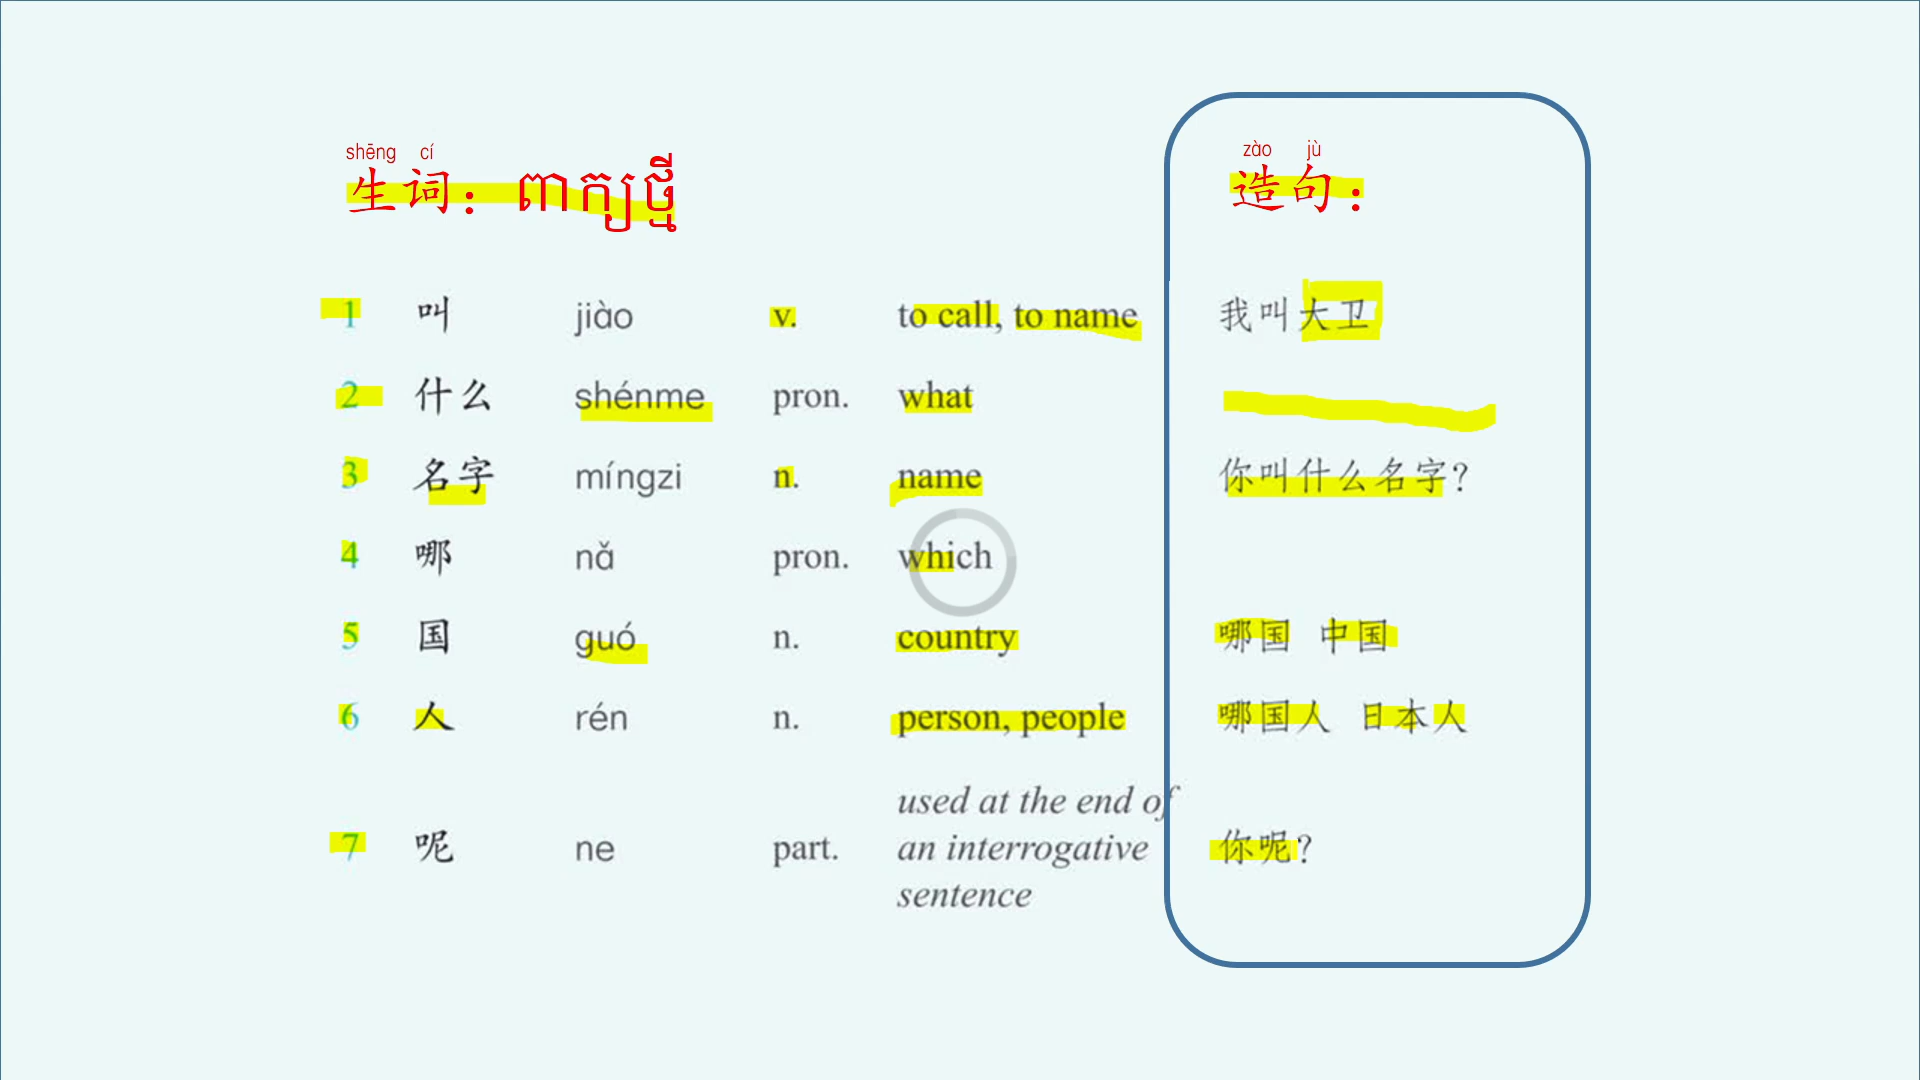 shēng cí
生词：ពាក្យថ្មី
zào jù
造句：
1 叫 jiào v. to call, to name 我叫大卫
2 什么 shénme pron. what
3 名字 míngzi n. name 你叫什么名字？
4 哪 nǎ pron. which
5 国 guó n. country 哪国 中国
6 人 rén n. person, people 哪国人 日本人
used at the end of
7 呢 ne part. an interrogative 你呢？
sentence